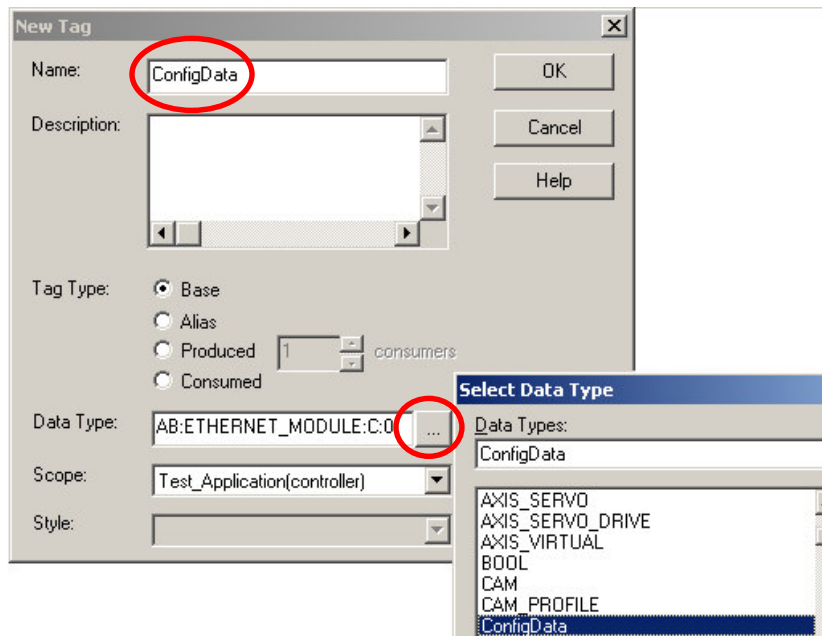 New Tag
Name:
ConfigData
OK
Description:
Cancel
Help
Tag Type:
Base
Alias
Produced
1
consumers
Consumed
Data Type:
AB:ETHERNET_MODULE:C:0
...
Scope:
Test_Application(controller)
Style:
Select Data Type
Data Types:
ConfigData
AXIS_SERVO
AXIS_SERVO_DRIVE
AXIS_VIRTUAL
BOOL
CAM
CAM_PROFILE
ConfigData